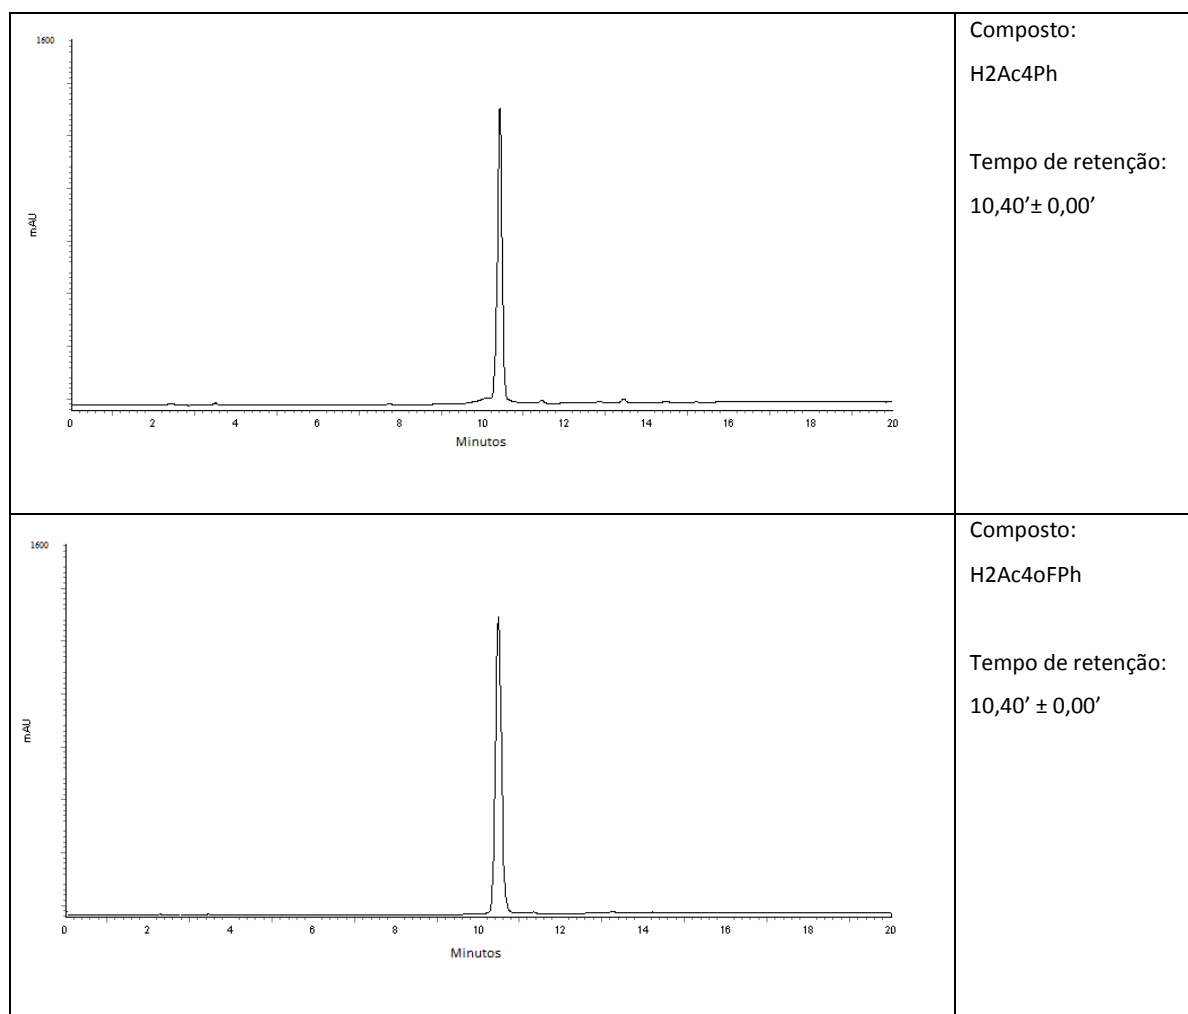 1600
mAU
0 2 4 6 8 10 12 14 16 18 20
Minutos
Composto:
H2Ac4Ph
Tempo de retenção:
10,40’± 0,00’
1600
mAU
0 2 4 6 8 10 12 14 16 18 20
Minutos
Composto:
H2Ac4oFPh
Tempo de retenção:
10,40’ ± 0,00’